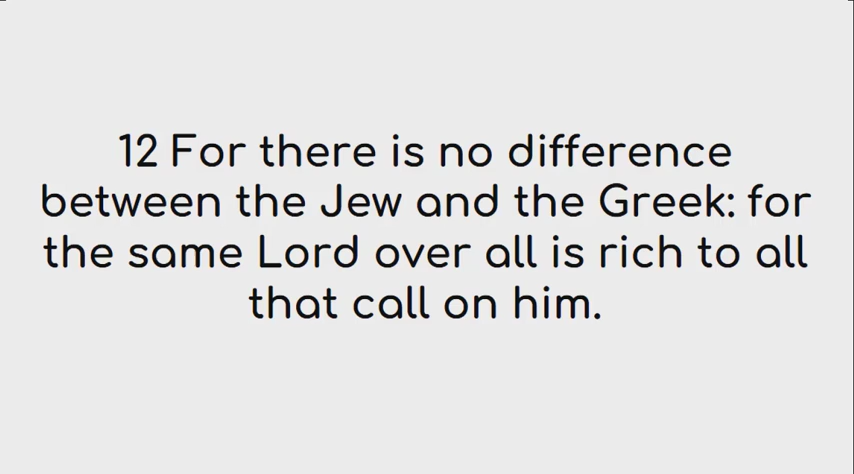 12 For there is no difference
between the Jew and the Greek: for
the same Lord over all is rich to all
that call on him.